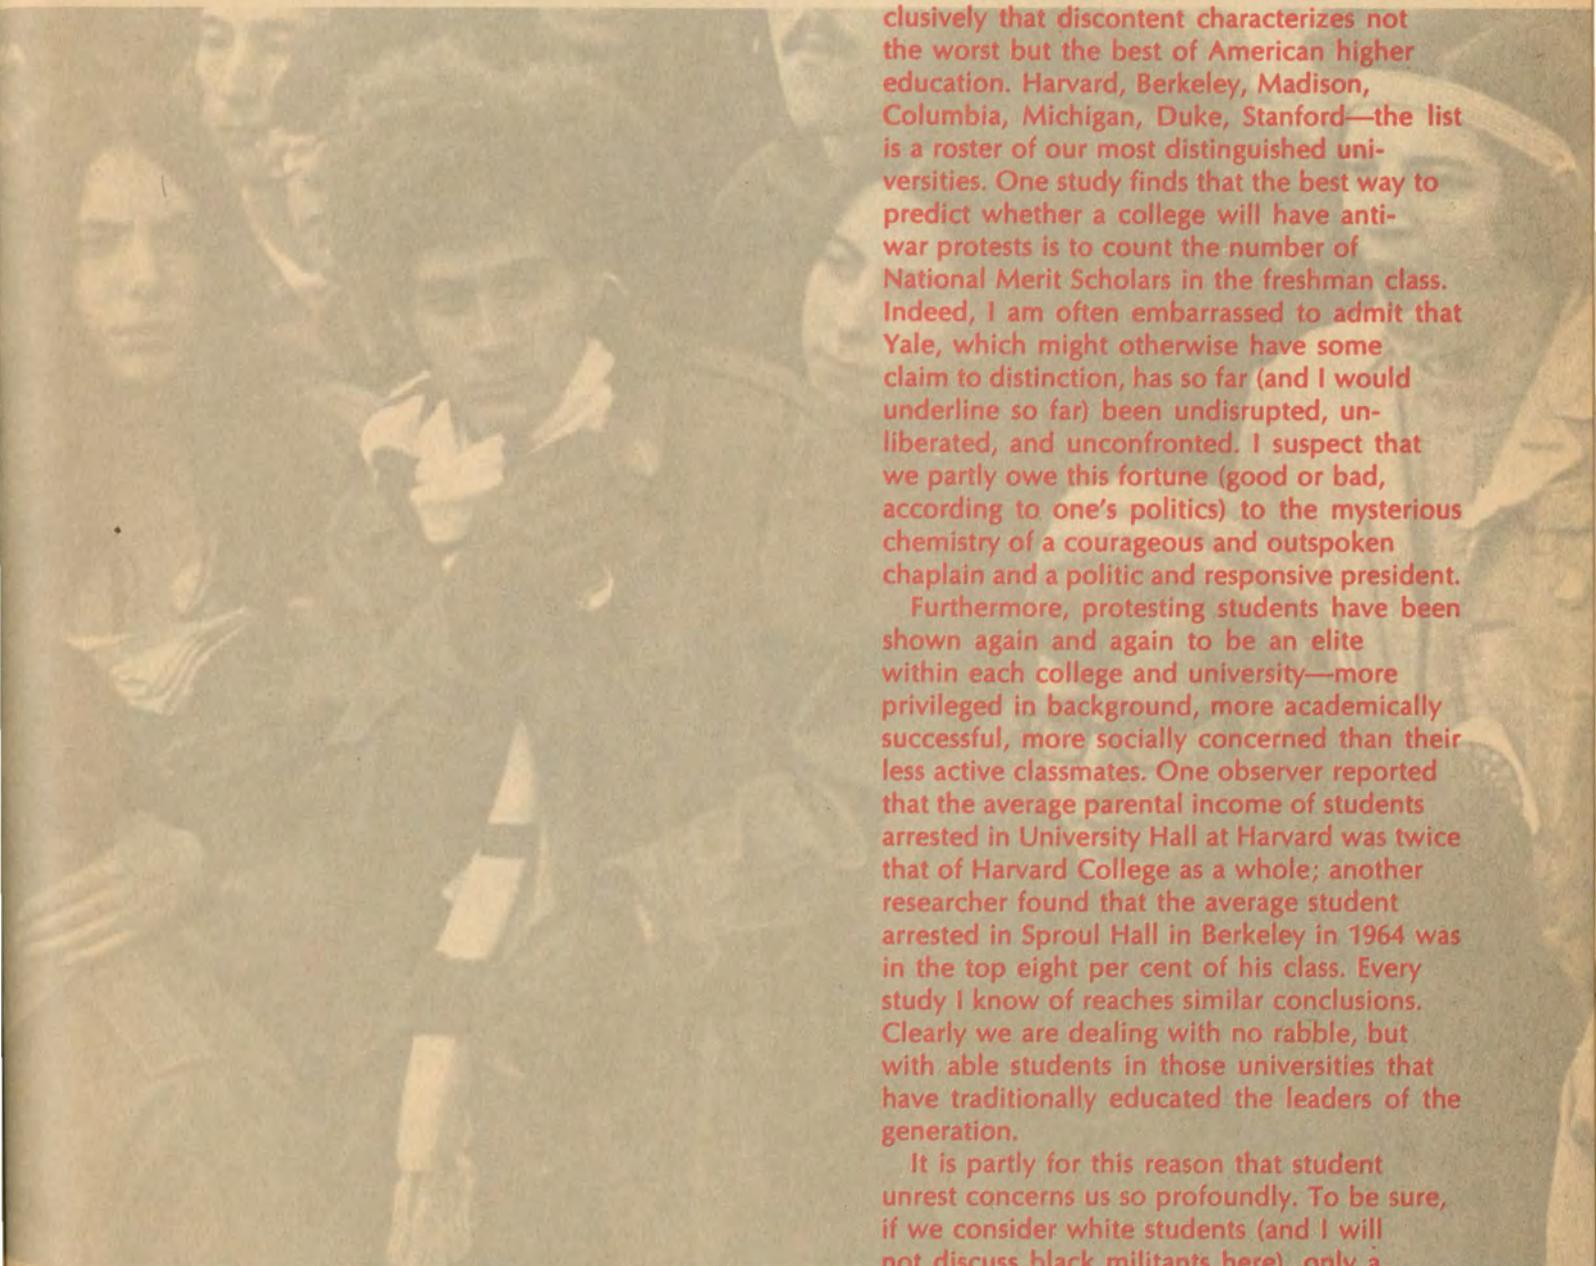 clusively that discontent characterizes not
the worst but the best of American higher
education. Harvard, Berkeley, Madison,
Columbia, Michigan, Duke, Stanford—the list
is a roster of our most distinguished uni-
versities. One study finds that the best way to
predict whether a college will have anti-
war protests is to count the number of
National Merit Scholars in the freshman class.
Indeed, I am often embarrassed to admit that
Yale, which might otherwise have some
claim to distinction, has so far (and I would
underline so far) been undisrupted, un-
liberated, and unconfronted. I suspect that
we partly owe this fortune (good or bad,
according to one's politics) to the mysterious
chemistry of a courageous and outspoken
chaplain and a politic and responsive president.
Furthermore, protesting students have been
shown again and again to be an elite
within each college and university—more
privileged in background, more academically
successful, more socially concerned than their
less active classmates. One observer reported
that the average parental income of students
arrested in University Hall at Harvard was twice
that of Harvard College as a whole; another
researcher found that the average student
arrested in Sproul Hall in Berkeley in 1964 was
in the top eight per cent of his class. Every
study I know of reaches similar conclusions.
Clearly we are dealing with no rabble, but
with able students in those universities that
have traditionally educated the leaders of the
generation.
It is partly for this reason that student
unrest concerns us so profoundly. To be sure,
if we consider white students (and I will
not discuss black militants here), only a